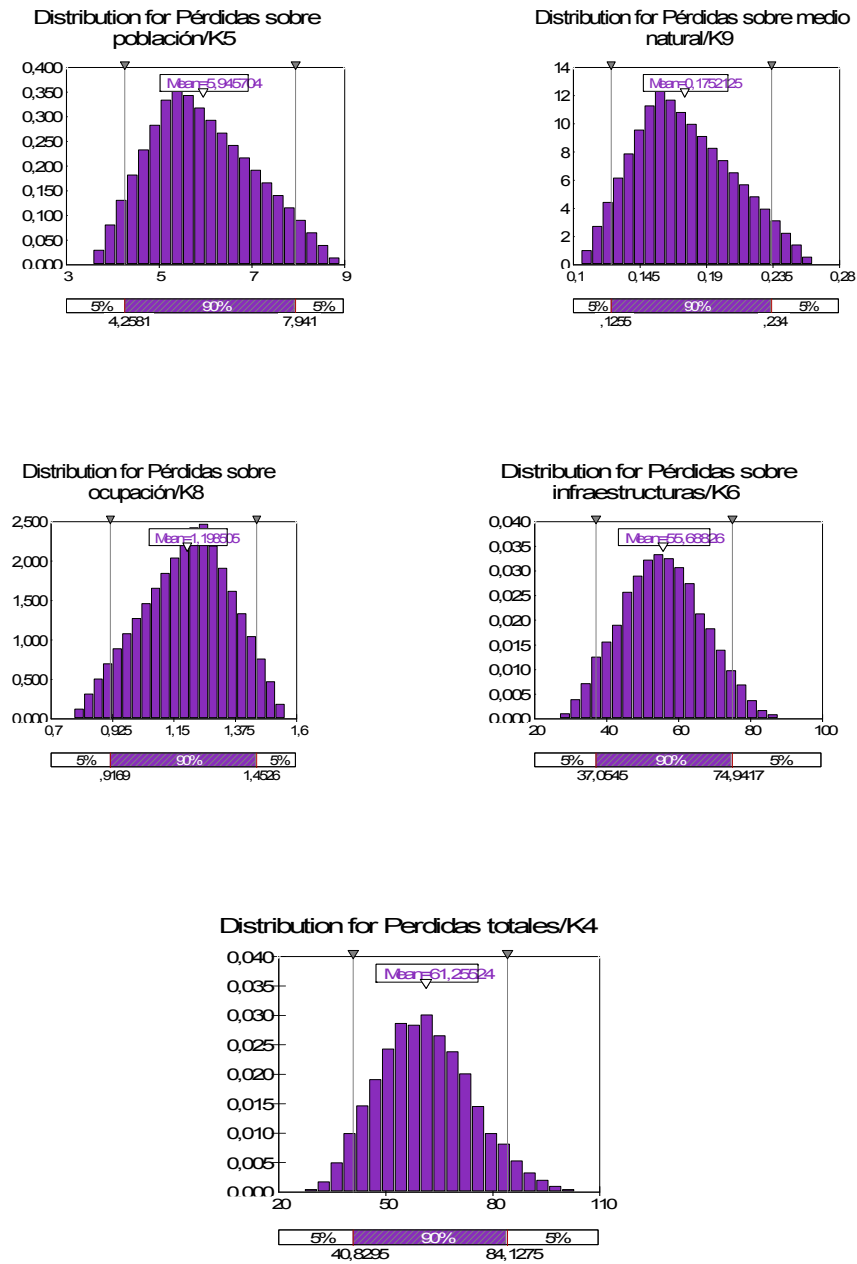 Distribution for Pérdidas sobre
población/K5
0,400
0,350
0,300
0,250
0,200
0,150
0,100
0,050
0,000
Mean=5,945704
3 5 7 9
5% 90% 5%
4,2581 7,941
Distribution for Pérdidas sobre medio
natural/K9
14
12
10
8
6
4
2
0
Mean=0,1752125
0,1 0,145 0,19 0,235 0,28
5% 90% 5%
,1255 ,234
Distribution for Pérdidas sobre
ocupación/K8
2,500
2,000
1,500
1,000
0,500
0,000
Mean=1,198505
0,7 0,925 1,15 1,375 1,6
5% 90% 5%
,9169 1,4526
Distribution for Pérdidas sobre
infraestructuras/K6
0,040
0,035
0,030
0,025
0,020
0,015
0,010
0,005
0,000
Mean=55,68826
20 40 60 80 100
5% 90% 5%
37,0545 74,9417
Distribution for Perdidas totales/K4
0,040
0,035
0,030
0,025
0,020
0,015
0,010
0,005
0,000
Mean=61,25524
20 50 80 110
5% 90% 5%
40,8295 84,1275